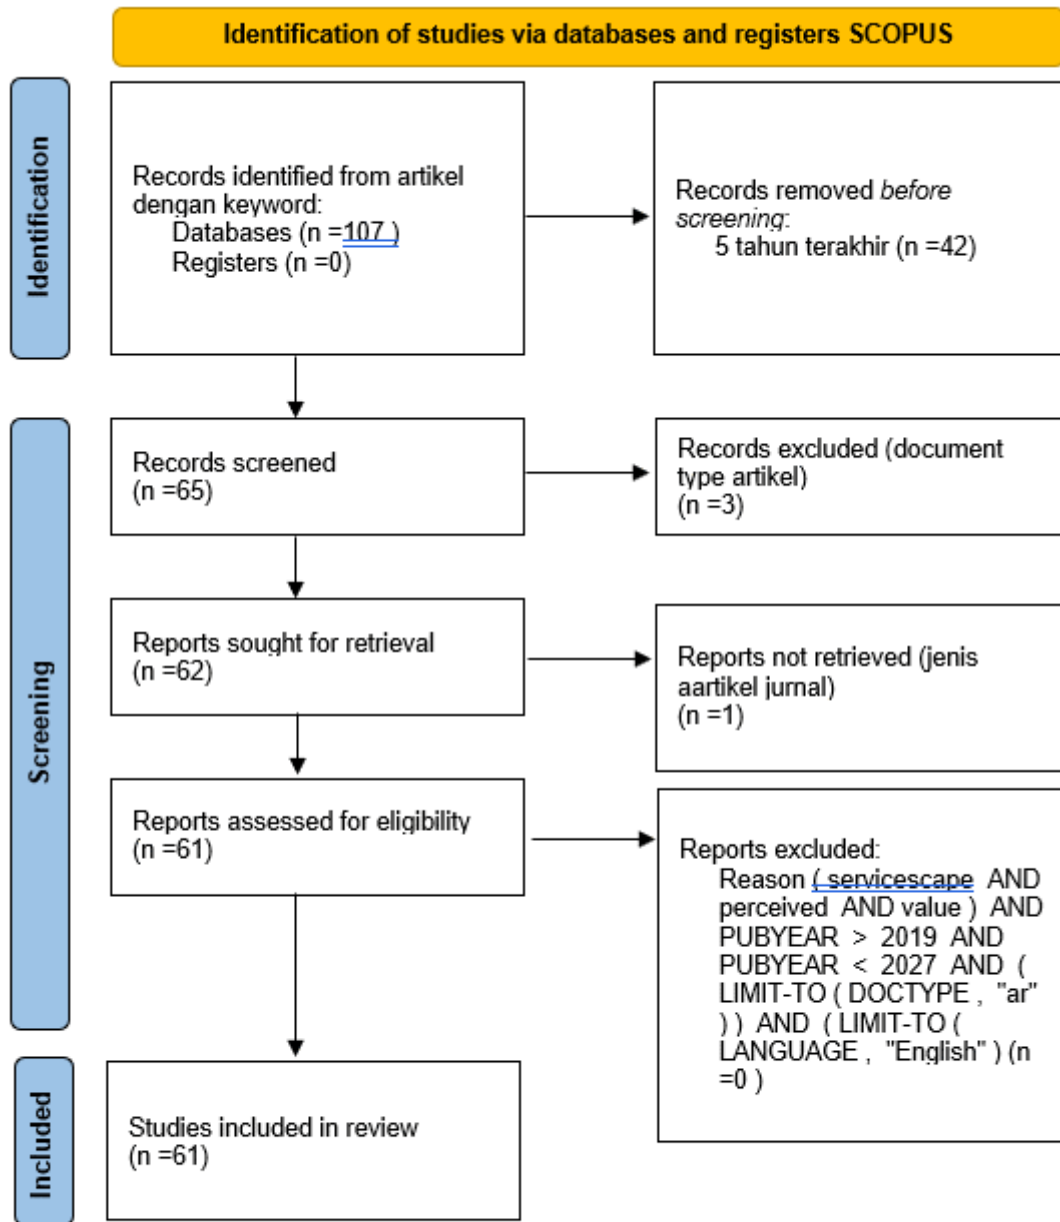 Identification of studies via databases and registers SCOPUS
Identification
Records identified from artikel
dengan keyword:
Databases (n =107 )
Registers (n =0)
Records removed before
screening:
5 tahun terakhir (n =42)
Screening
Records screened
(n =65)
Records excluded (document
type artikel)
(n =3)
Reports sought for retrieval
(n =62)
Reports not retrieved (jenis
aartikel jurnal)
(n =1)
Reports assessed for eligibility
(n =61)
Reports excluded:
Reason ( servicescape AND
perceived AND value ) AND
PUBYEAR > 2019 AND
PUBYEAR < 2027 AND (
LIMIT-TO ( DOCTYPE , "ar"
) ) AND ( LIMIT-TO (
LANGUAGE , "English" ) (n
=0 )
Included
Studies included in review
(n =61)